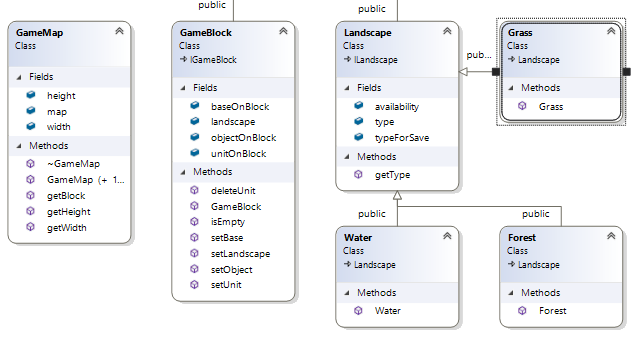 public
public
GameMap
Class
Fields
height
map
width
Methods
~GameMap
GameMap (+ 1...
getBlock
getHeight
getWidth
GameBlock
Class
IGameBlock
Fields
baseOnBlock
landscape
objectOnBlock
unitOnBlock
Methods
deleteUnit
GameBlock
isEmpty
setBase
setLandscape
setObject
setUnit
Landscape
Class
ILandscape
Fields
availability
type
typeForSave
Methods
getType
pub...
Grass
Class
Landscape
Methods
Grass
public
public
Water
Class
Landscape
Methods
Water
Forest
Class
Landscape
Methods
Forest